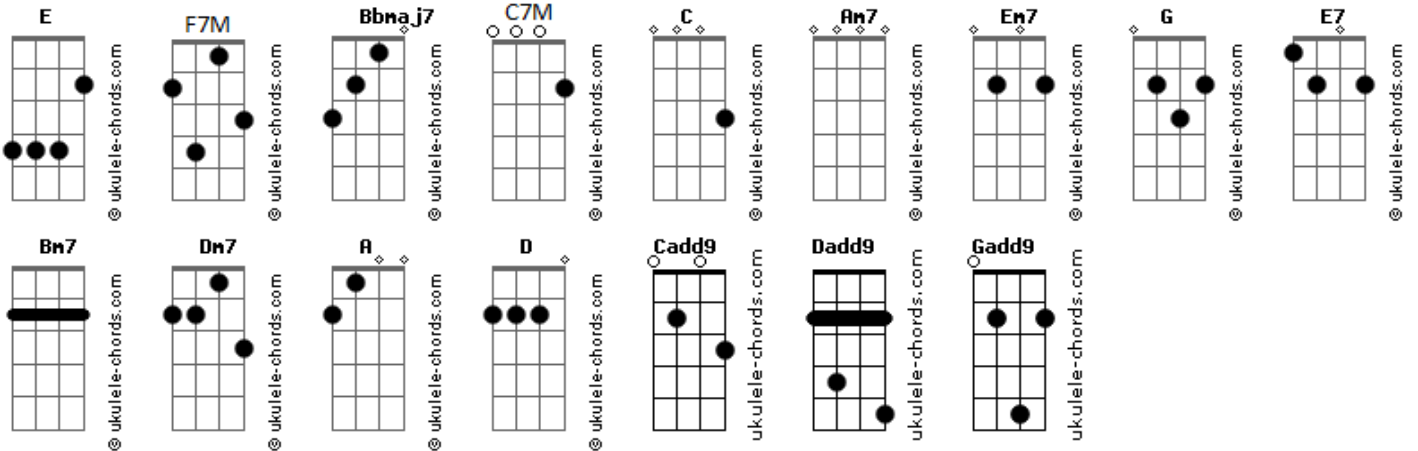 E F7M Bbmaj7 C7M C Am7 Em7 G E7
© ukulele-chords.com © ukulele-chords.com © ukulele-chords.com © ukulele-chords.com © ukulele-chords.com © ukulele-chords.com © ukulele-chords.com © ukulele-chords.com © ukulele-chords.com
Bm7 Dm7 A D Cadd9 Dadd9 Gadd9
© ukulele-chords.com © ukulele-chords.com © ukulele-chords.com © ukulele-chords.com ukulele-chords.com ukulele-chords.com ukulele-chords.com